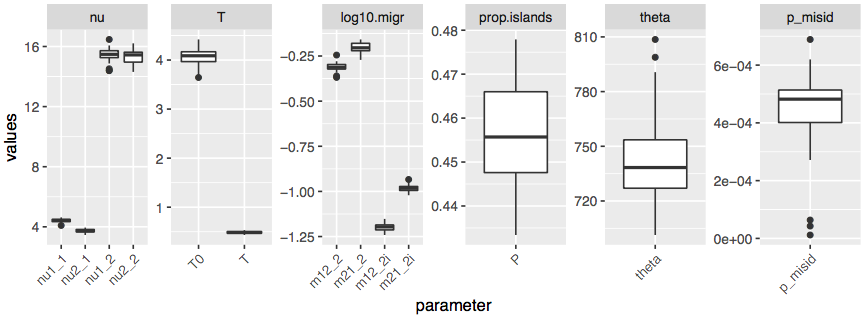 nu
T
log10.migr
prop.islands
theta
p_misid
values
16
12
8
4
4
3
2
1
−0.25
−0.50
−0.75
−1.00
−1.25
0.48
0.47
0.46
0.45
0.44
810
780
750
720
6e−04
4e−04
2e−04
0e+00
nu1_1
nu2_1
nu1_2
nu2_2
T0
T
m12_2
m21_2
m12_2i
m21_2i
P
theta
p_misid
parameter